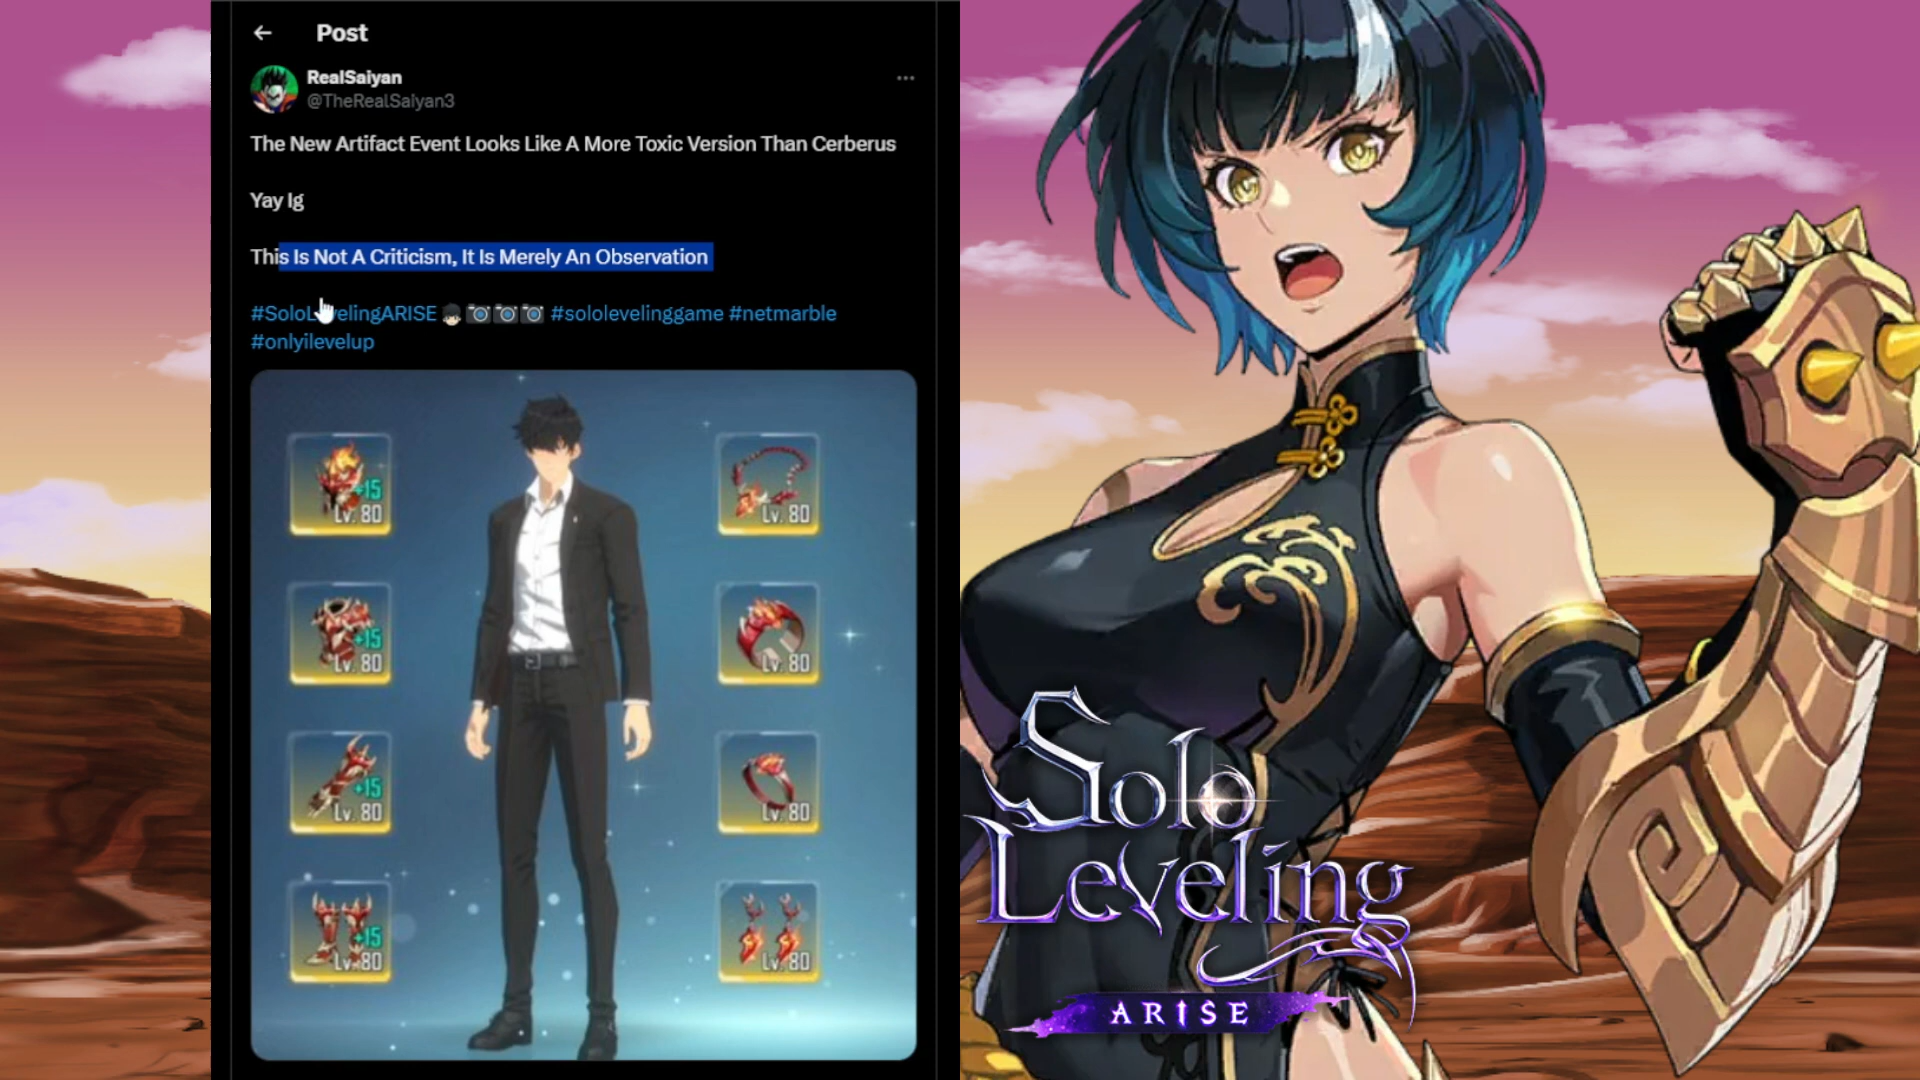 Post
RealSaiyan
@TheRealSaiyan3
The New Artifact Event Looks Like A More Toxic Version Than Cerberus
Yay Ig
This Is Not A Criticism, It Is Merely An Observation
#SoloLevelingARISE #sololevelinggame #netmarble
#onlyilevelup
+15
Lv. 80
Lv. 80
+15
Lv. 80
Lv. 80
+15
Lv. 80
Lv. 80
+15
Lv. 80
Lv. 80
Solo
Leveling
ARISE